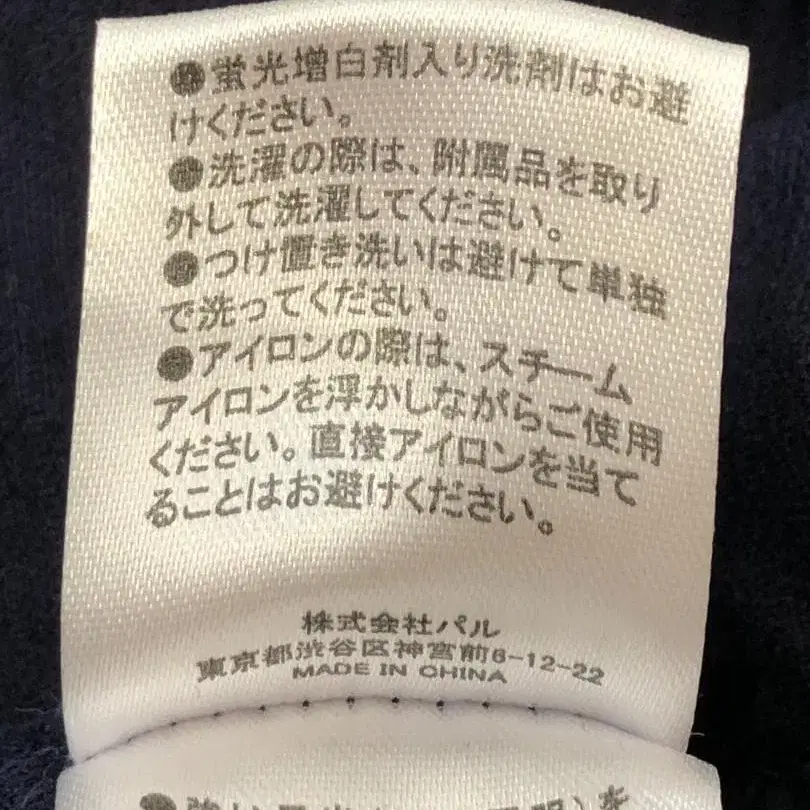 ●蛍光増白剤入り洗剤はお避
けください。
●洗濯の際は、附属品を取り
外して洗濯してください。
●つけ置き洗いは避けて単独
で洗ってください。
●アイロンの際は、スチーム
アイロンを浮かしながらご使用
ください。直接アイロンを当て
ることはお避けください。
株式会社パル
東京都渋谷区神宮前6-12-22
MADE IN CHINA